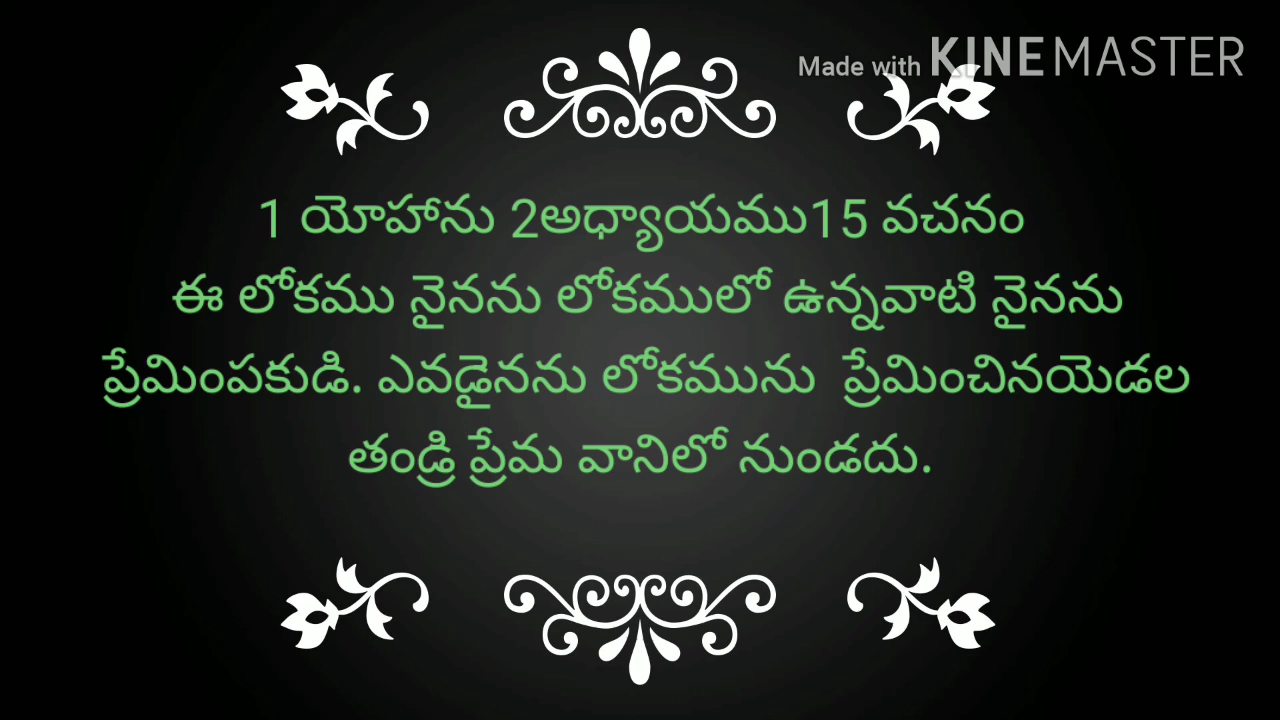 Made with KINEMASTER
1 యోహాను 2అధ్యాయము15 వచనం
ఈ లోకము నైనను లోకములో ఉన్నవాటి నైనను
ప్రేమింపకుడి. ఎవడైనను లోకమును ప్రేమించినయెడల
తండ్రి ప్రేమ వానిలో నుండదు.